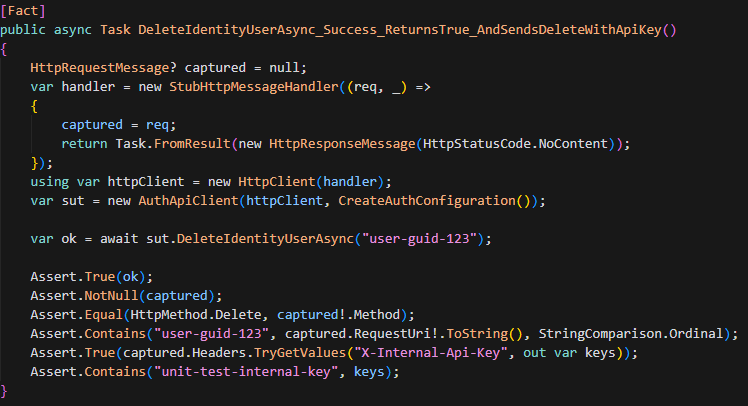 [Fact]
public async Task DeleteIdentityUserAsync_Success_ReturnsTrue_AndSendsDeleteWithApiKey()
{
    HttpRequestMessage? captured = null;
    var handler = new StubHttpMessageHandler((req, _) =>
    {
        captured = req;
        return Task.FromResult(new HttpResponseMessage(HttpStatusCode.NoContent));
    });
    using var httpClient = new HttpClient(handler);
    var sut = new AuthApiClient(httpClient, CreateAuthConfiguration());

    var ok = await sut.DeleteIdentityUserAsync("user-guid-123");

    Assert.True(ok);
    Assert.NotNull(captured);
    Assert.Equal(HttpMethod.Delete, captured!.Method);
    Assert.Contains("user-guid-123", captured.RequestUri!.ToString(), StringComparison.Ordinal);
    Assert.True(captured.Headers.TryGetValues("X-Internal-Api-Key", out var keys));
    Assert.Contains("unit-test-internal-key", keys);
}